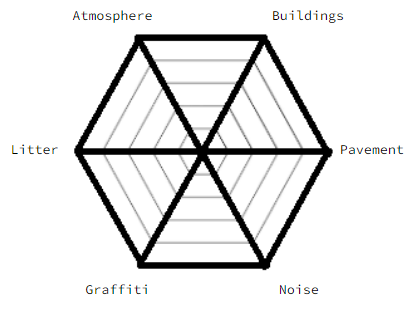 Atmosphere
Buildings
Litter
Pavement
Graffiti
Noise